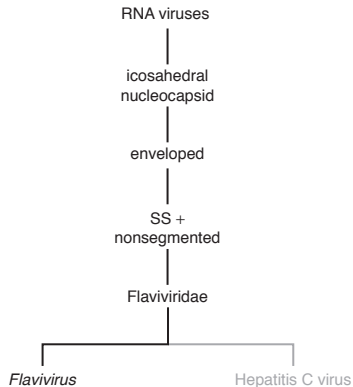 RNA viruses
icosahedral
nucleocapsid
enveloped
SS +
nonsegmented
Flaviviridae
Flavivirus
Hepatitis C virus